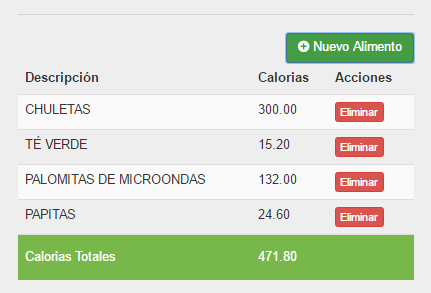 Nuevo Alimento
Descripción Calorias Acciones
CHULETAS 300.00 Eliminar
TÉ VERDE 15.20 Eliminar
PALOMITAS DE MICROONDAS 132.00 Eliminar
PAPITAS 24.60 Eliminar
Calorias Totales 471.80